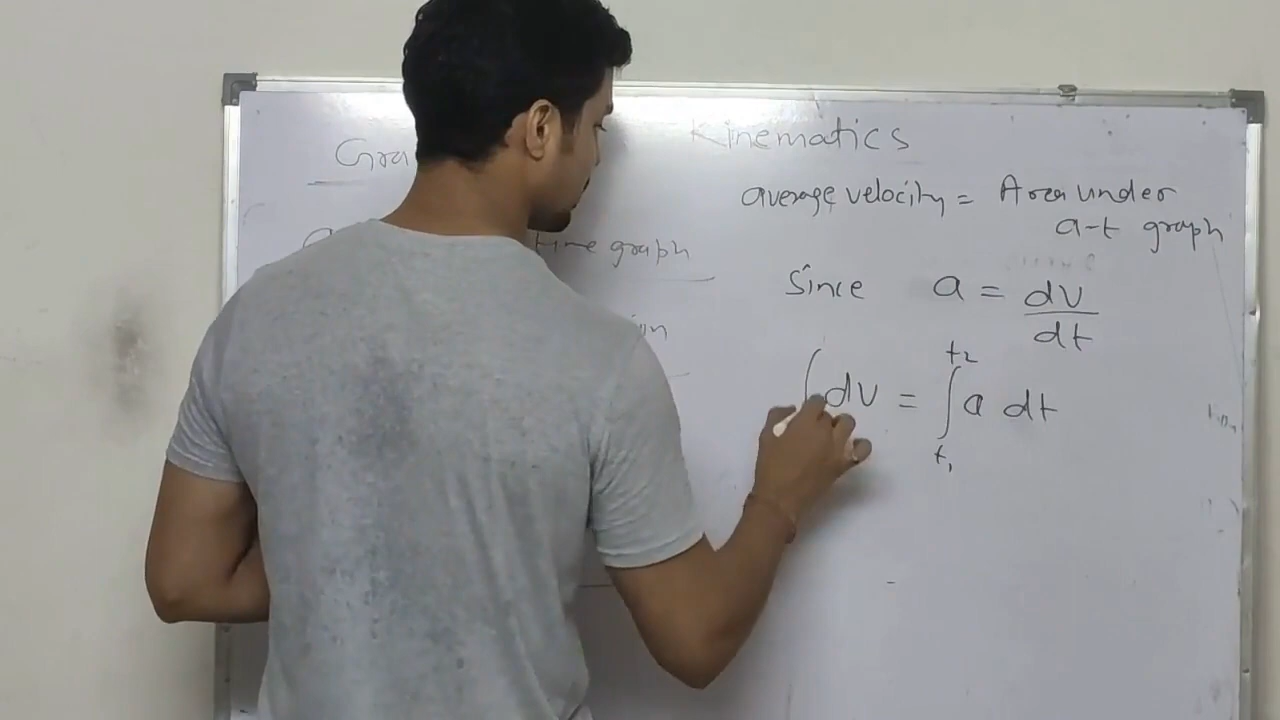 Kinematics
average velocity = Area under
a-t graph
time graph
Since a = dv/dt
∫ dv = ∫ a dt
t2
t1